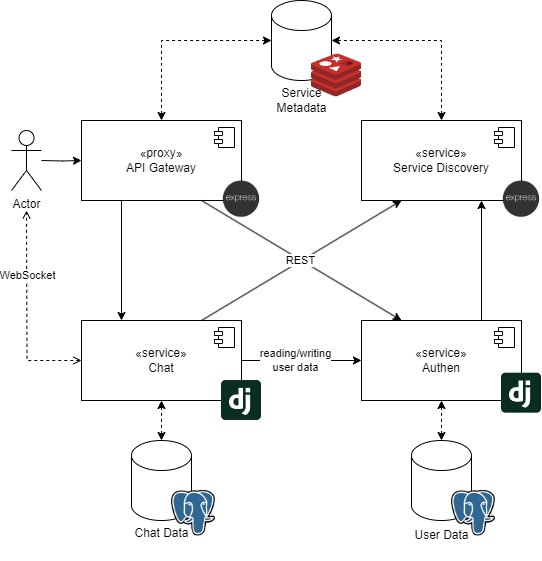 Service
Metadata
«proxy»
API Gateway
express
«service»
Service Discovery
express
Actor
WebSocket
REST
«service»
Chat
dj
reading/writing
user data
«service»
Authen
dj
Chat Data
User Data